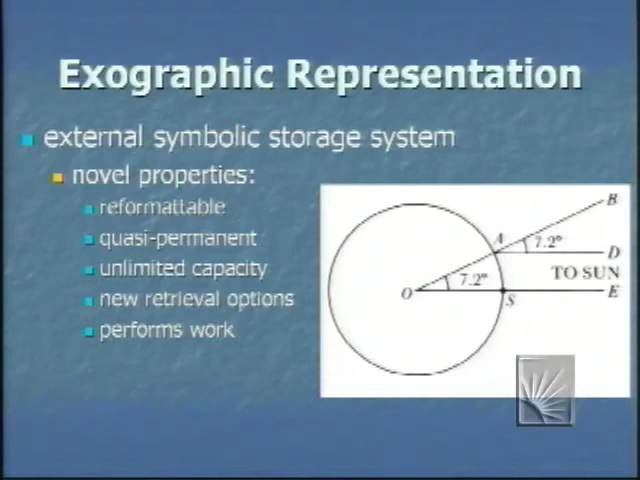 Exographic Representation
external symbolic storage system
novel properties:
reformattable
quasi-permanent
unlimited capacity
new retrieval options
performs work
B
A
7.2°
D
TO SUN
7.2°
O
E
S